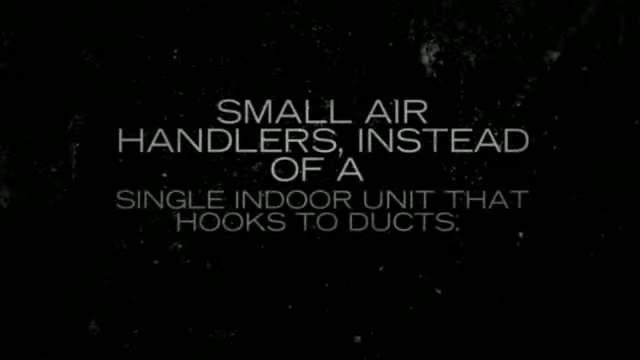 SMALL AIR
HANDLERS, INSTEAD
OF A
SINGLE INDOOR UNIT THAT
HOOKS TO DUCTS.